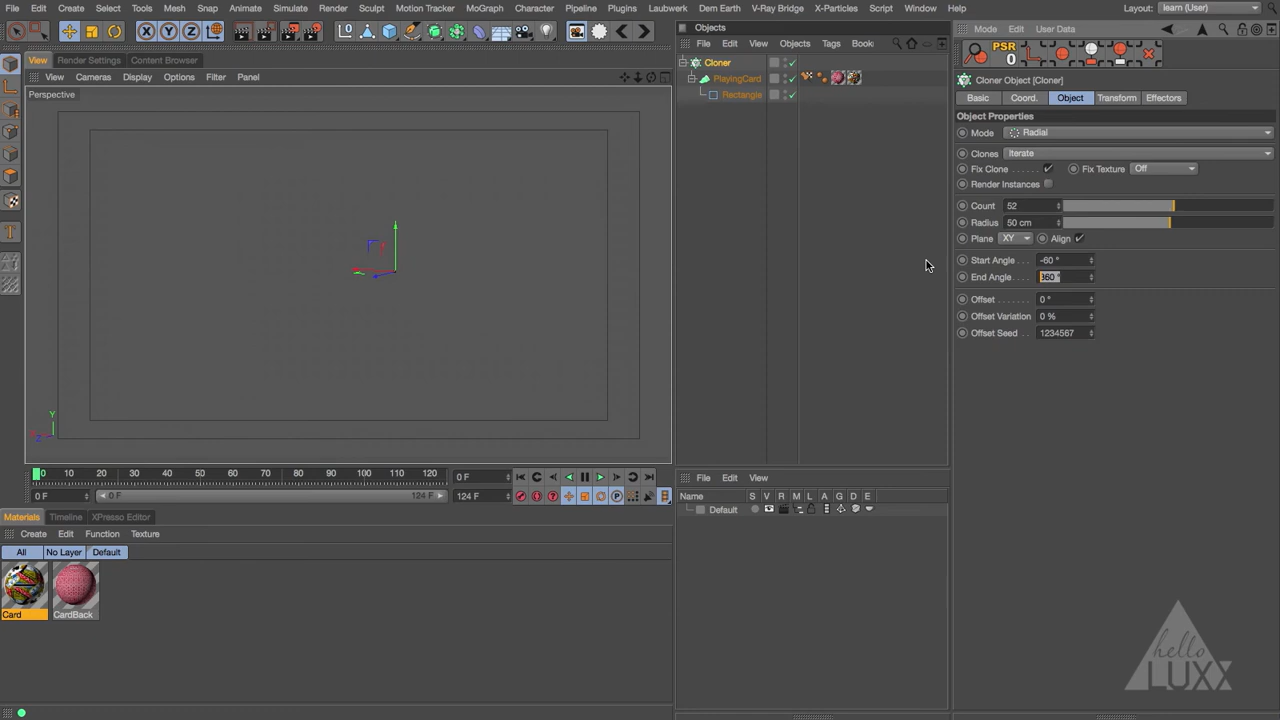 File Edit Create Select Tools Mesh Snap Animate Simulate Render Sculpt Motion Tracker MoGraph Character Pipeline Plugins Laubwerk Dem Earth V-Ray Bridge X-Particles Script Window Help Layout: learn (User)
Objects
File Edit View Objects Tags Book
Mode Edit User Data
View Render Settings Content Browser
View Cameras Display Options Filter Panel
Perspective
Cloner
PlayingCard
Rectangle
PSR
0
Cloner Object [Cloner]
Basic Coord. Object Transform Effectors
Object Properties
Mode Radial
Clones Iterate
Fix Clone Fix Texture Off
Render Instances
Count 52
Radius 50 cm
Plane XY Align
Start Angle -60 °
End Angle 360 °
Offset 0 °
Offset Variation 0 %
Offset Seed 1234567
Y
X
Z
0 10 20 30 40 50 60 70 80 90 100 110 120 0 F
0 F 0 F 124 F 124 F
File Edit View
Name S V R M L A G D E
Default
Materials Timeline XPresso Editor
Create Edit Function Texture
All No Layer Default
Card CardBack
hello
LUXX